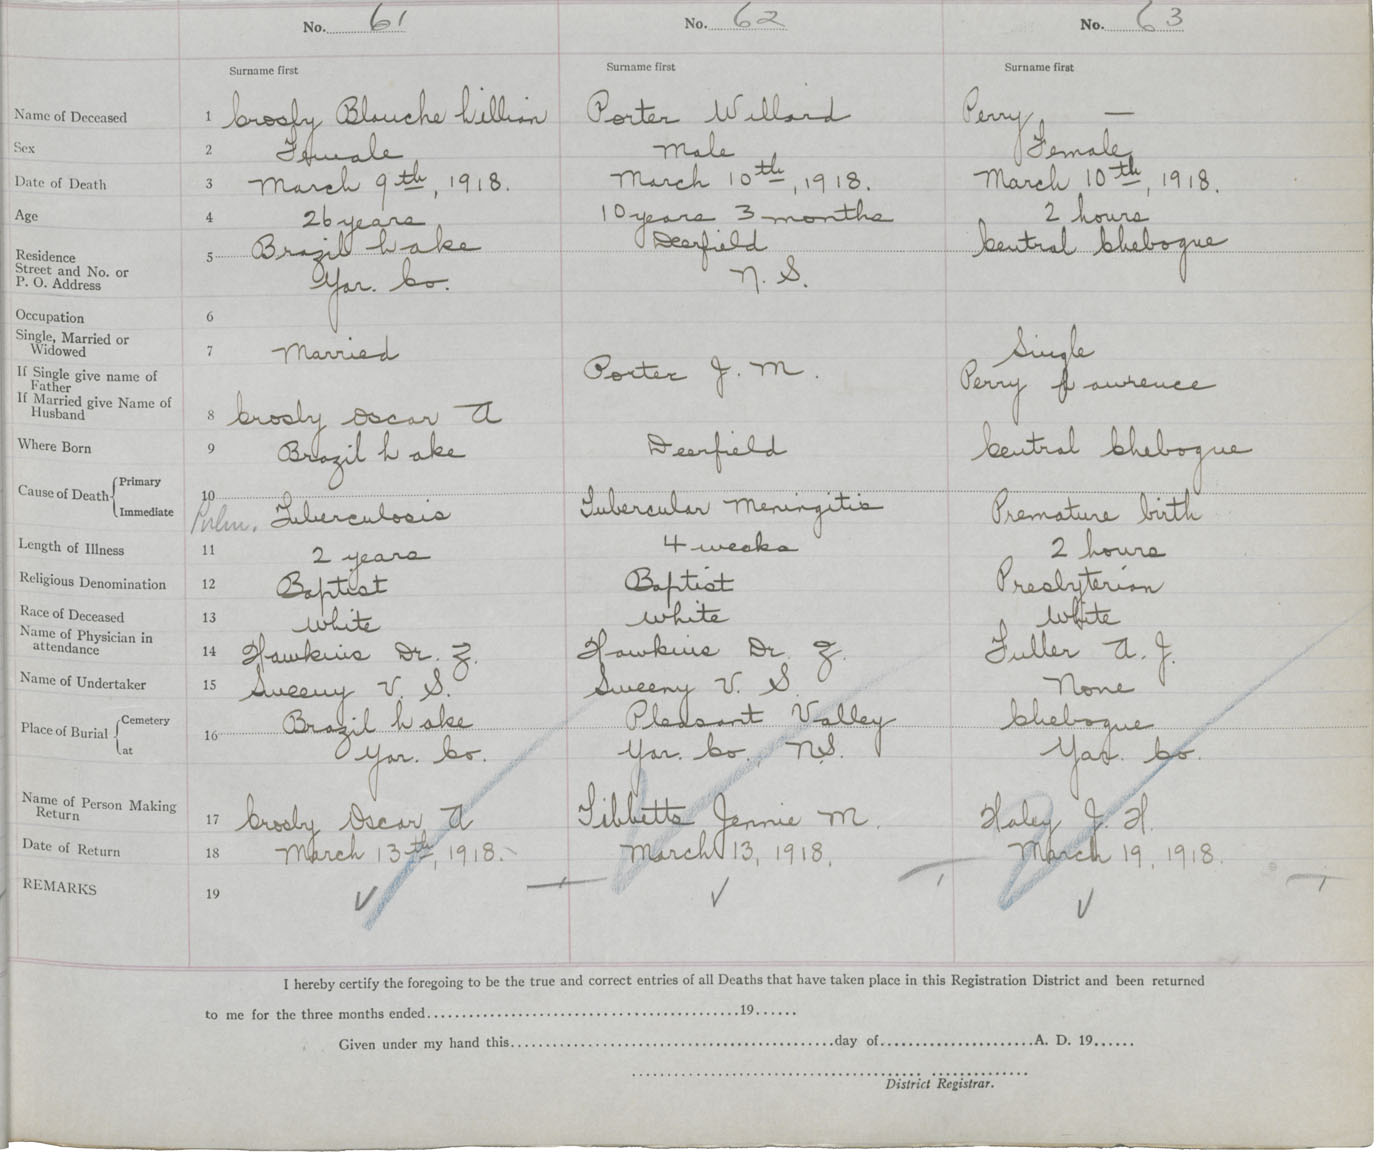 No. 61 No. 62 No. 63
Surname first Surname first Surname first
Name of Deceased 1 Crosby Blanche Lillian Porter Willard Perry —
Sex 2 Female Male Female
Date of Death 3 March 9th, 1918. March 10th, 1918. March 10th, 1918.
Age 4 26 years 10 years 3 months 2 hours
Residence
Street and No. or
P. O. Address
5 Brazil Lake Deerfield Central Chebogue
Yar. Co. N. S.
Occupation 6
Single, Married or
Widowed
7 Married Single
If Single give name of
Father
Porter J. M. Perry Lawrence
If Married give Name of
Husband
8 Crosby Oscar A
Where Born 9 Brazil Lake Deerfield Central Chebogue
Cause of Death { Primary
Immediate
10 Pulm. Tuberculosis Tubercular Meningitis Premature birth
Length of Illness 11 2 years 4 weeks 2 hours
Religious Denomination 12 Baptist Baptist Presbyterian
Race of Deceased 13 White White White
Name of Physician in
attendance
14 Hawkins Dr. Z. Hawkins Dr. Z. Fuller A. J.
Name of Undertaker 15 Sweeny V. S. Sweeny V. S. None
Place of Burial { Cemetery
at
16 Brazil Lake Pleasant Valley Chebogue
Yar. Co. Yar. Co. N.S. Yar. Co.
Name of Person Making
Return
17 Crosby Oscar A Tibbetts Jennie M. Haley J. H.
Date of Return 18 March 13th, 1918. March 13, 1918. March 19, 1918.
REMARKS 19
I hereby certify the foregoing to be the true and correct entries of all Deaths that have taken place in this Registration District and been returned
to me for the three months ended........................................19......
Given under my hand this........................................day of....................A. D. 19......
District Registrar.